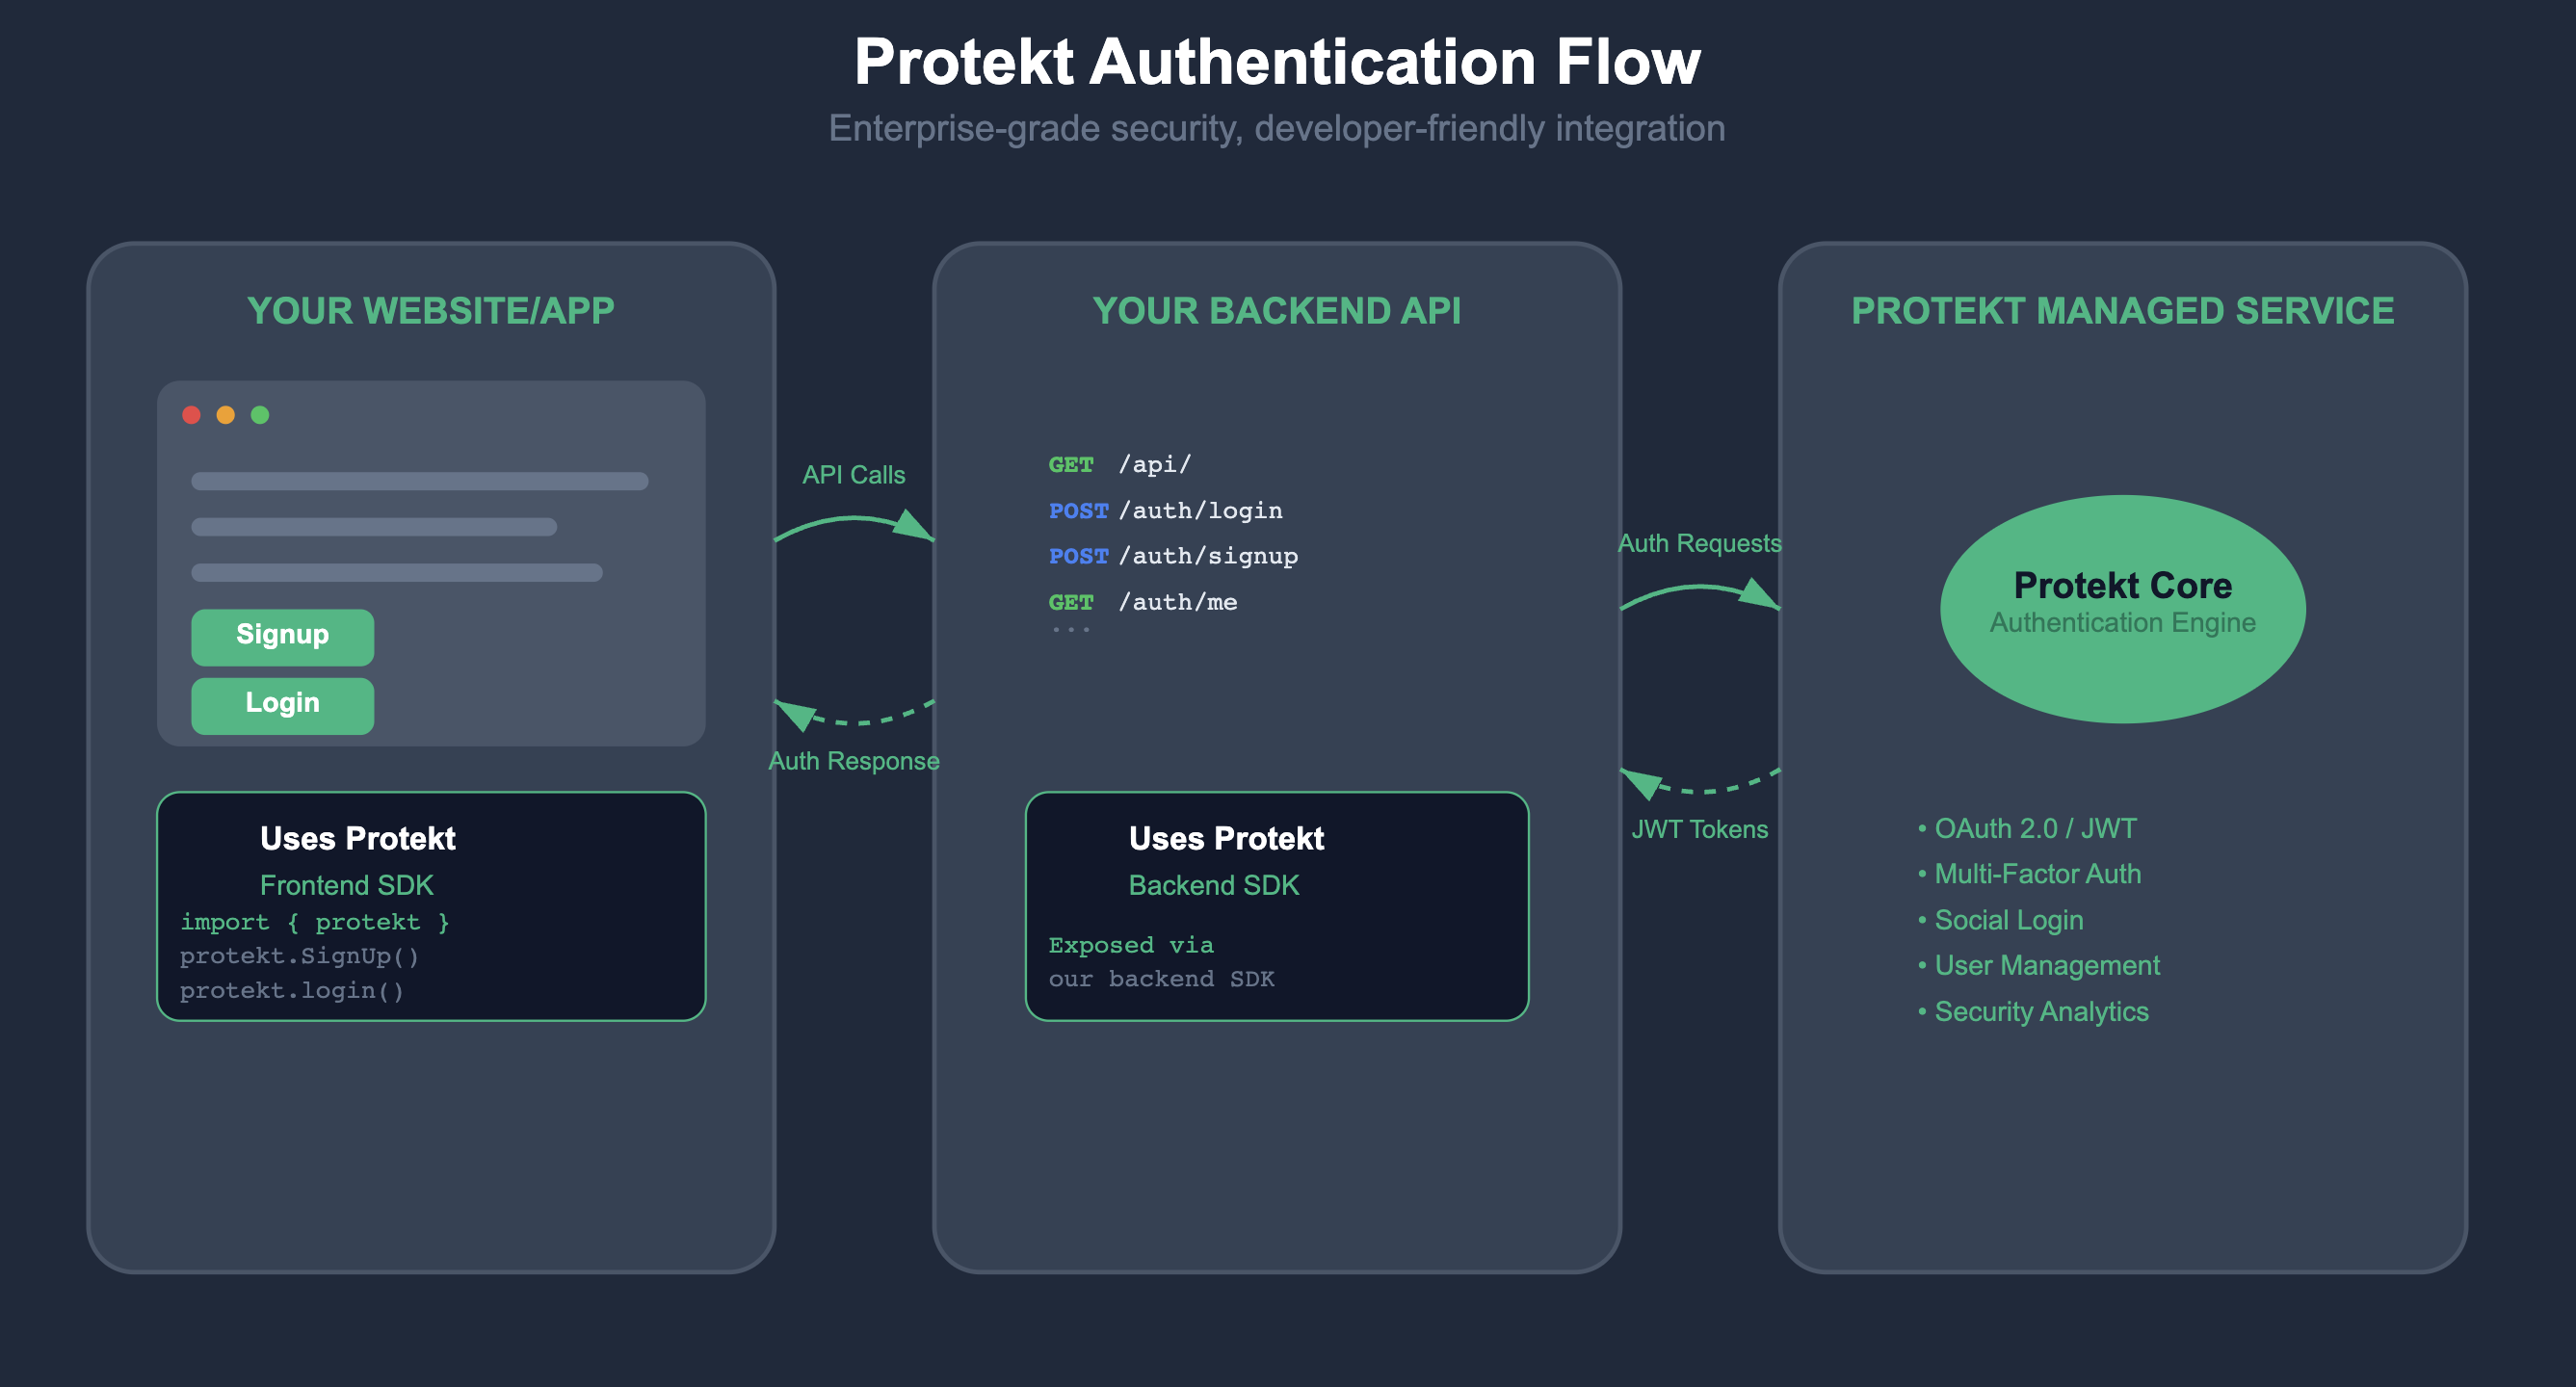 Protekt Authentication Flow
Enterprise-grade security, developer-friendly integration
YOUR WEBSITE/APP
Signup
Login
Uses Protekt
Frontend SDK
import { protekt }
protekt.SignUp()
protekt.login()
API Calls
Auth Response
YOUR BACKEND API
GET /api/
POST /auth/login
POST /auth/signup
GET /auth/me
...
Uses Protekt
Backend SDK
Exposed via
our backend SDK
Auth Requests
JWT Tokens
PROTEKT MANAGED SERVICE
Protekt Core
Authentication Engine
• OAuth 2.0 / JWT
• Multi-Factor Auth
• Social Login
• User Management
• Security Analytics